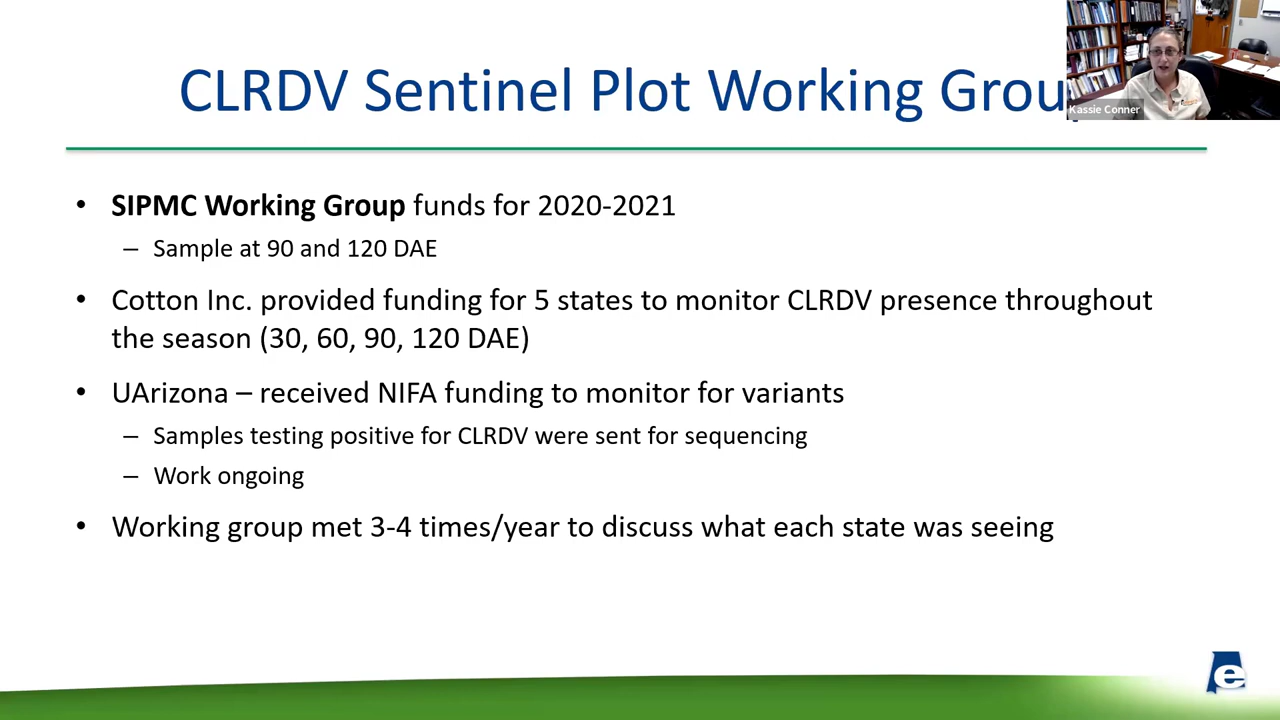 CLRDV Sentinel Plot Working Group
Kassie Conner
• SIPMC Working Group funds for 2020-2021
– Sample at 90 and 120 DAE
• Cotton Inc. provided funding for 5 states to monitor CLRDV presence throughout
the season (30, 60, 90, 120 DAE)
• UArizona – received NIFA funding to monitor for variants
– Samples testing positive for CLRDV were sent for sequencing
– Work ongoing
• Working group met 3-4 times/year to discuss what each state was seeing
e